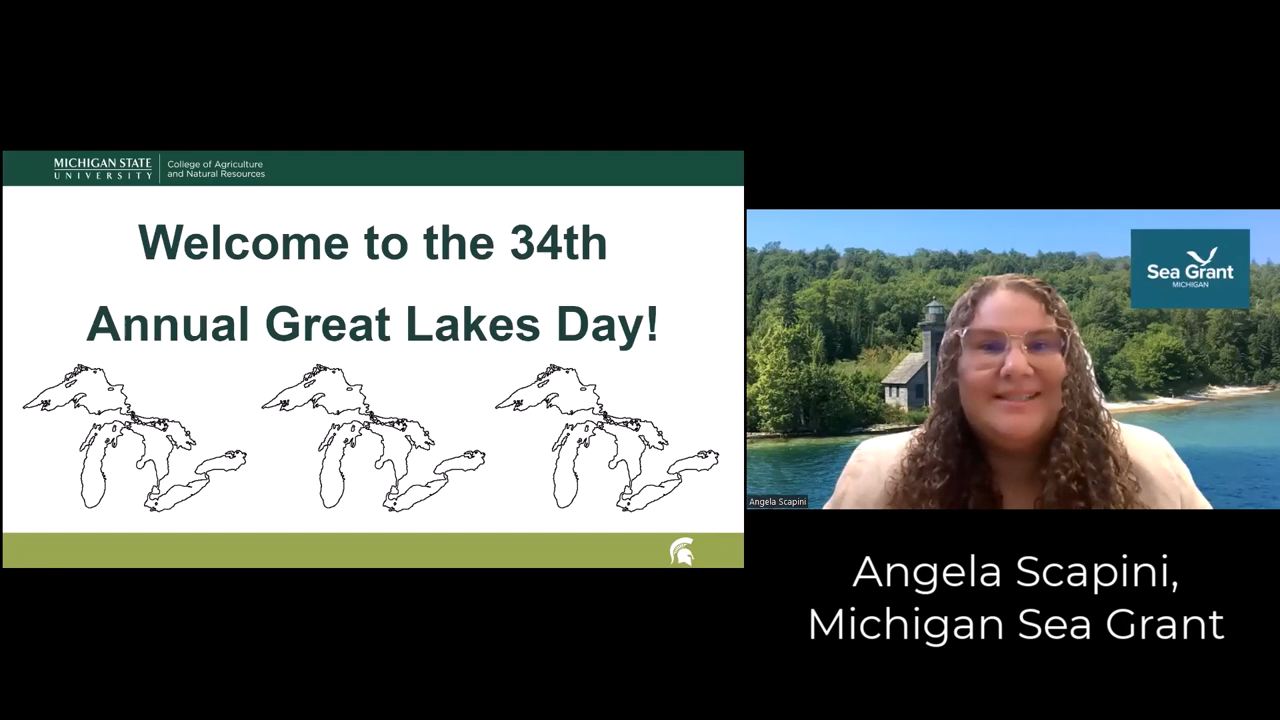 MICHIGAN STATE
UNIVERSITY
College of Agriculture
and Natural Resources
Welcome to the 34th
Annual Great Lakes Day!
Sea Grant
MICHIGAN
Angela Scapini
Angela Scapini,
Michigan Sea Grant